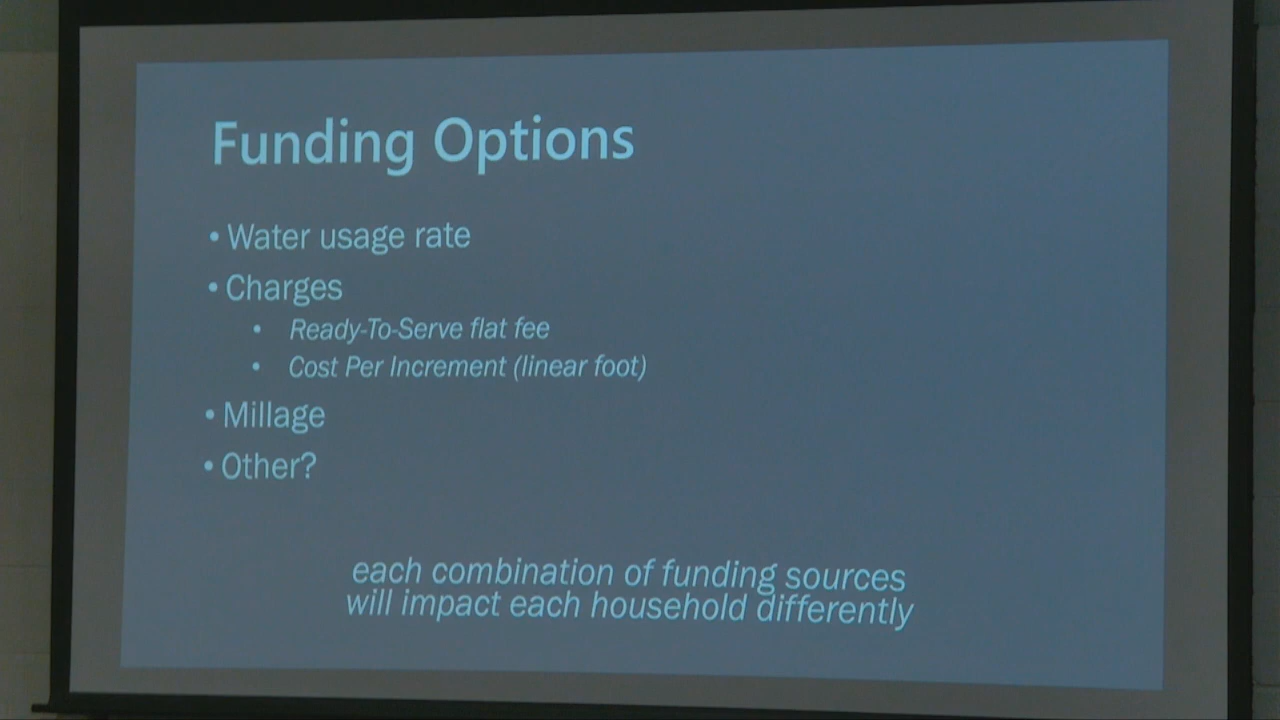 Funding Options
• Water usage rate
• Charges
• Ready-To-Serve flat fee
• Cost Per Increment (linear foot)
• Millage
• Other?
each combination of funding sources
will impact each household differently